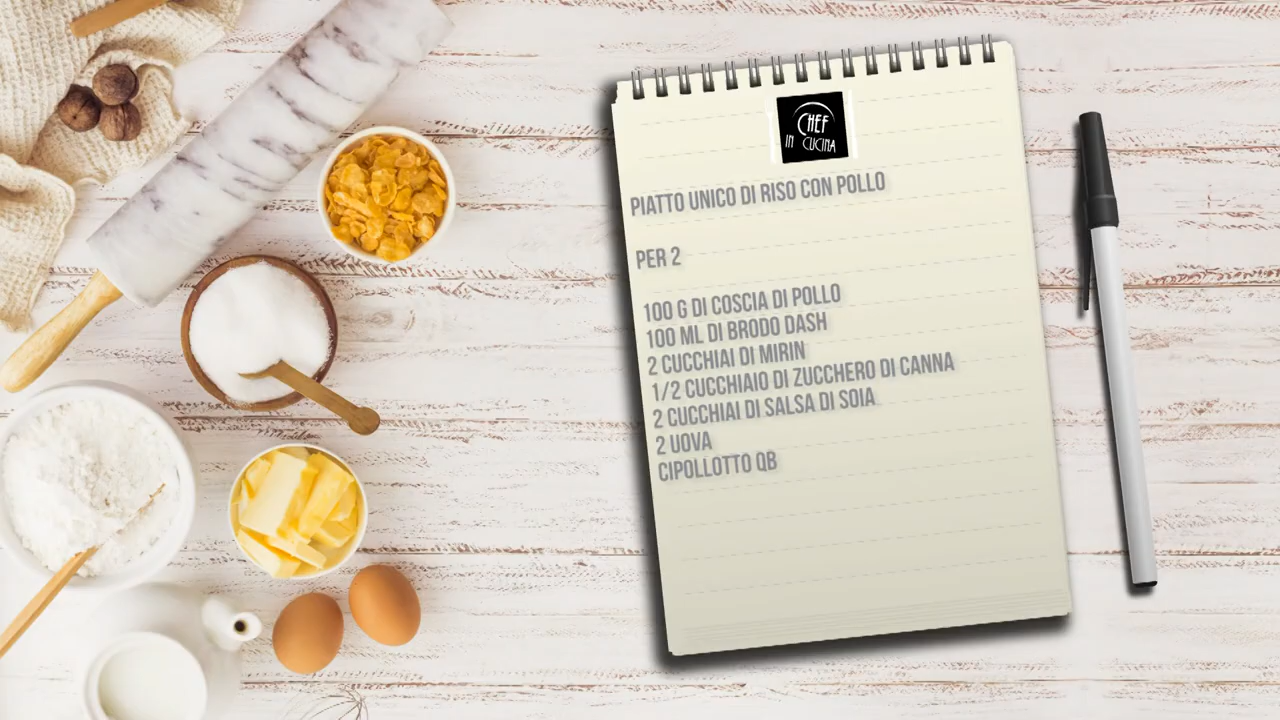 CHEF
IN CUCINA
PIATTO UNICO DI RISO CON POLLO
PER 2
100 G DI COSCIA DI POLLO
100 ML DI BRODO DASH
2 CUCCHIAI DI MIRIN
1/2 CUCCHIAIO DI ZUCCHERO DI CANNA
2 CUCCHIAI DI SALSA DI SOIA
2 UOVA
CIPOLLOTTO QB